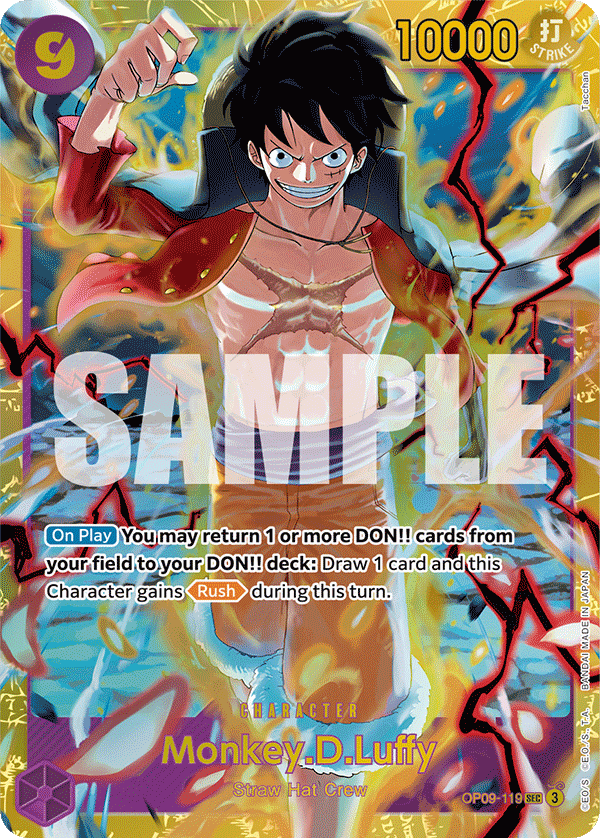 9
10000
打
STRIKE
Tacchan
SAMPLE
On Play You may return 1 or more DON!! cards from
your field to your DON!! deck: Draw 1 card and this
Character gains Rush during this turn.
©E.O/S ©E.O./S., T.A. BANDAI MADE IN JAPAN
CHARACTER
Monkey.D.Luffy
Straw Hat Crew
OP09-119 SEC 3